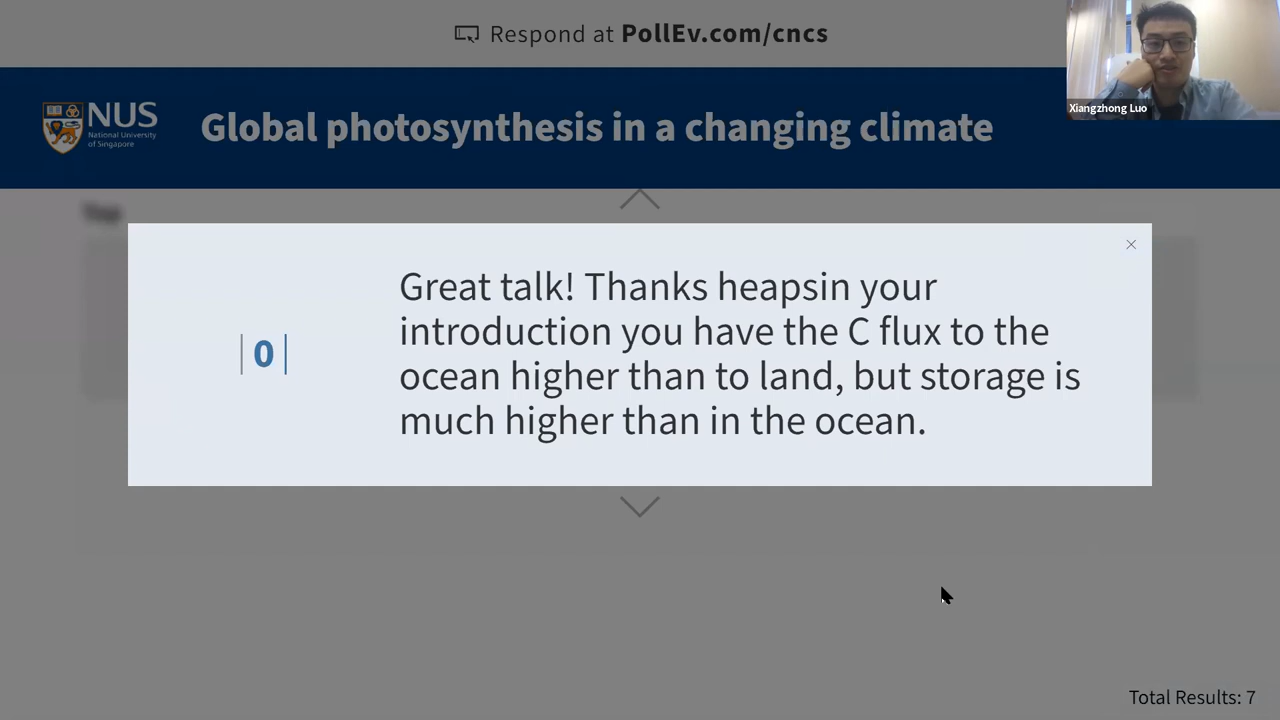 Respond at PollEv.com/cncs
Xiangzhong Luo
NUS
National University
of Singapore
Global photosynthesis in a changing climate
Top
0
Great talk! Thanks heapsin your
introduction you have the C flux to the
ocean higher than to land, but storage is
much higher than in the ocean.
Total Results: 7